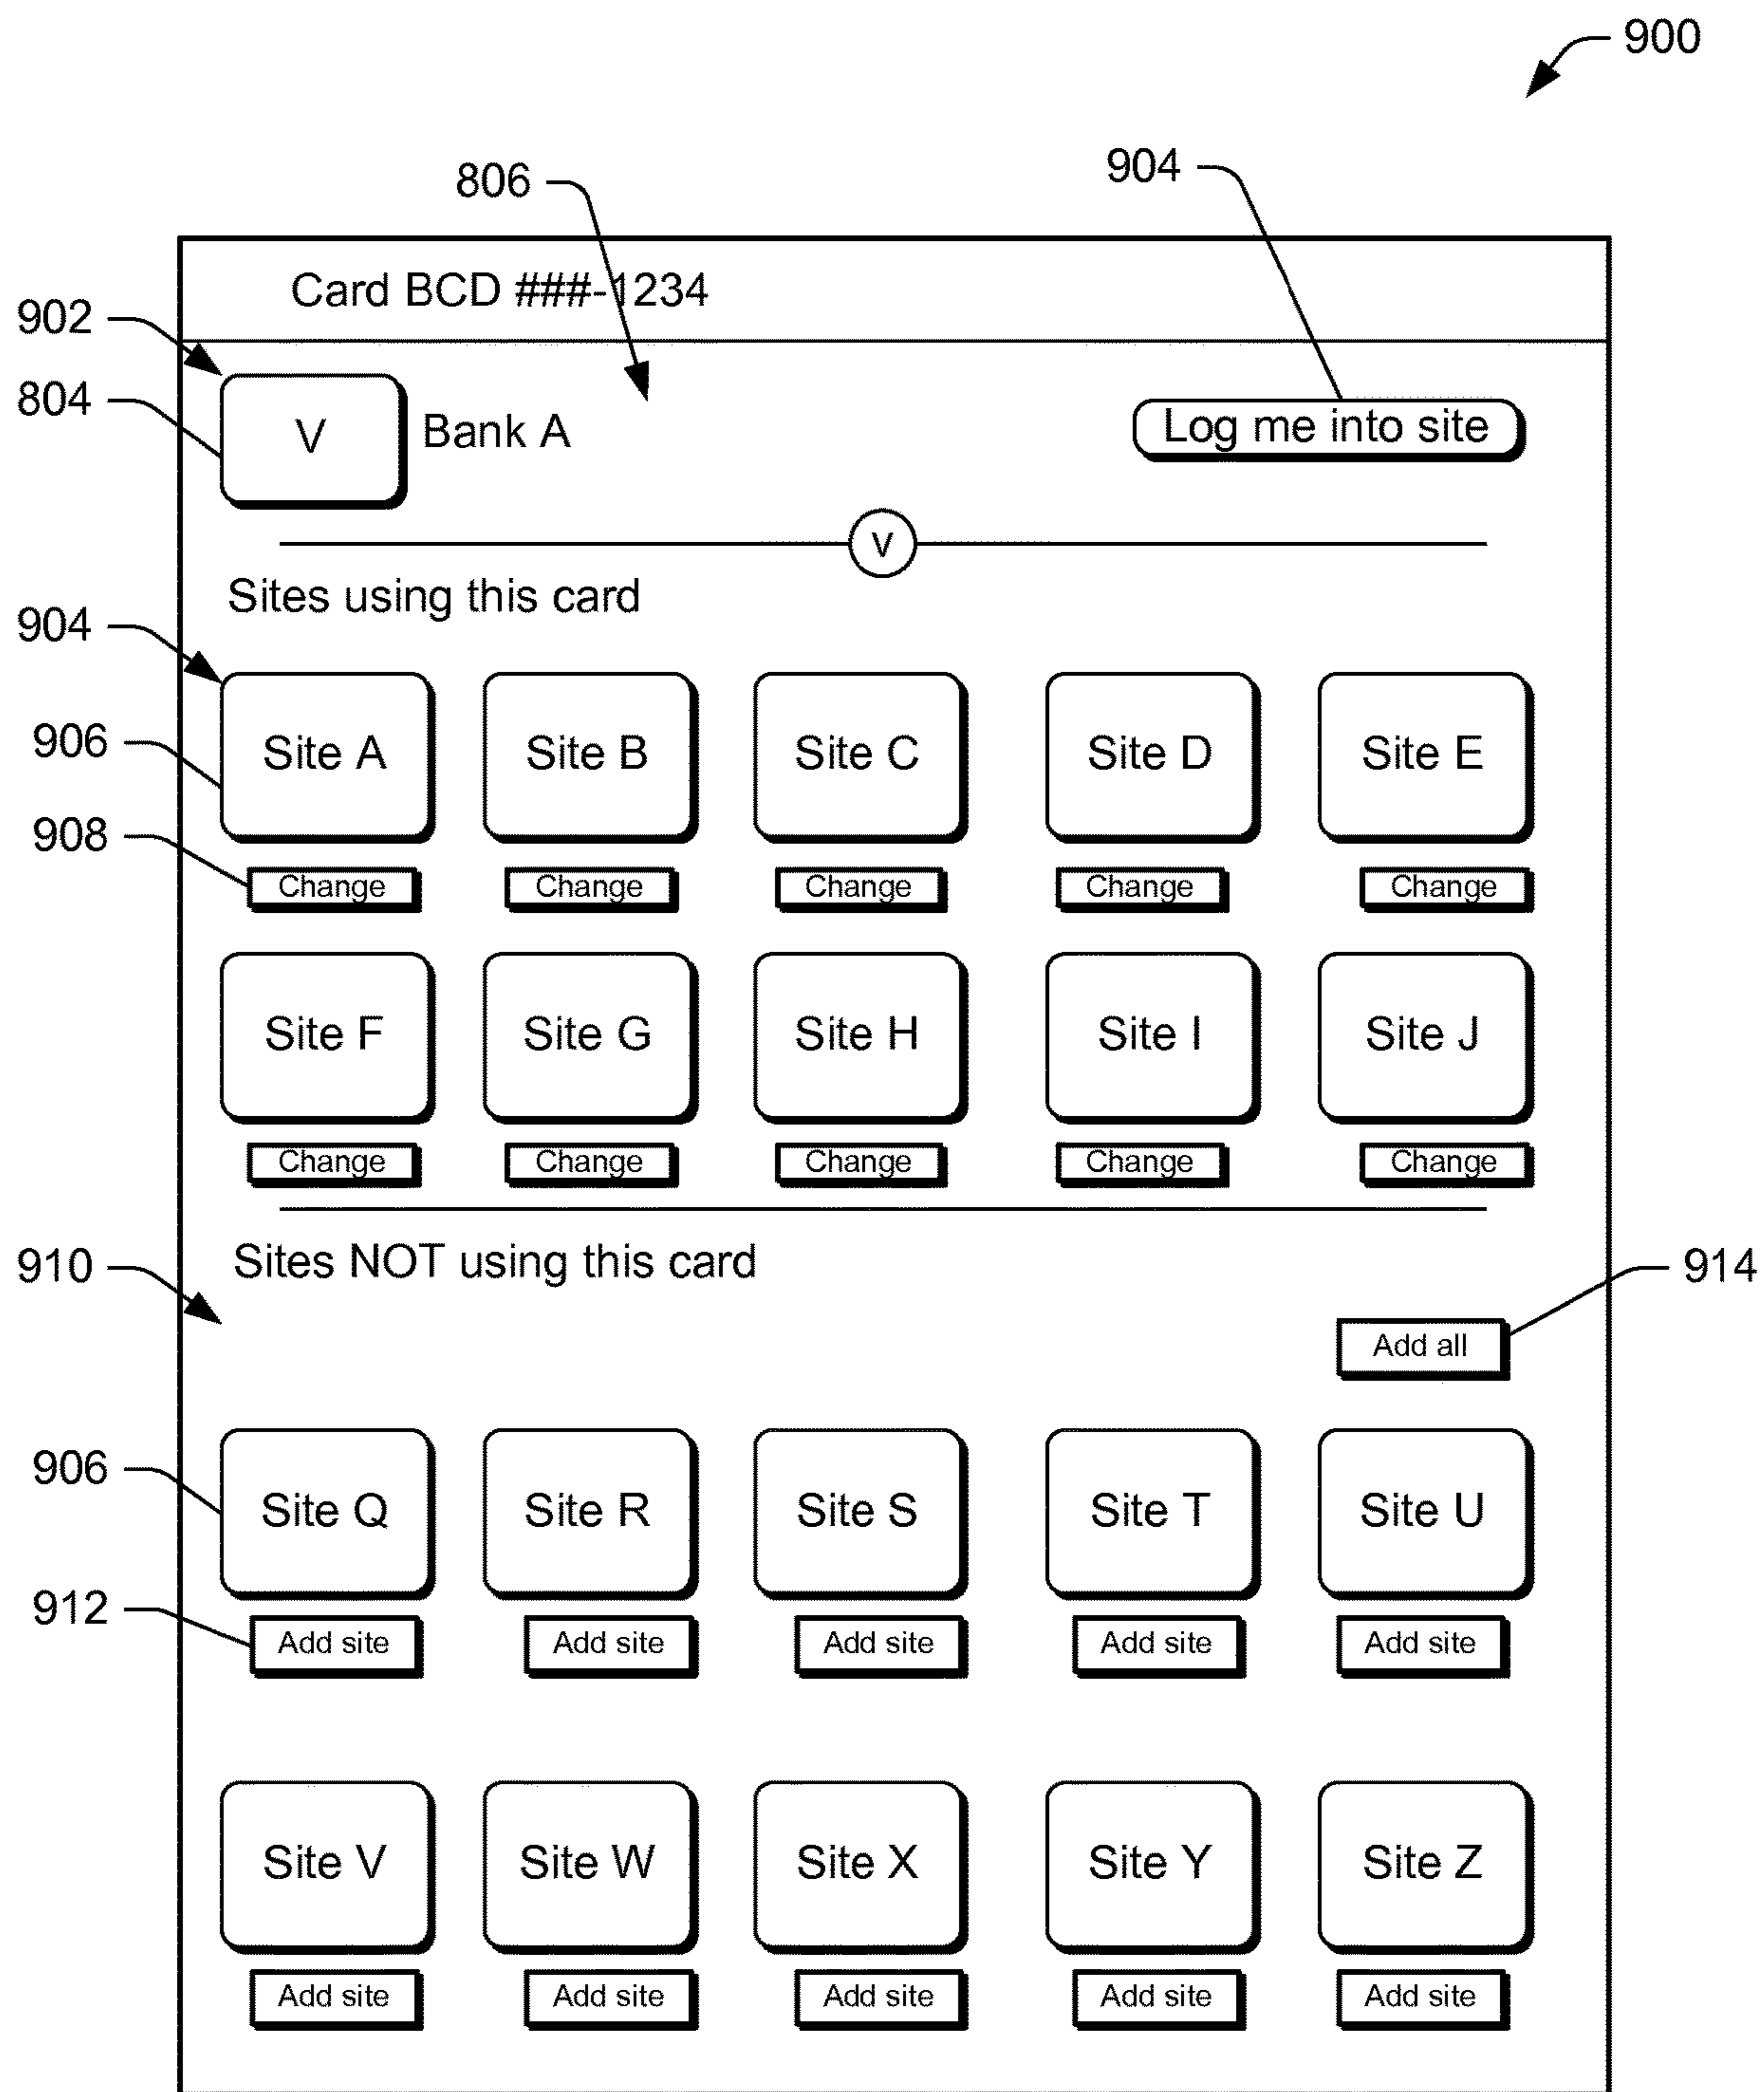 900
806
904
Card BCD ###-1234
902
804
V
Bank A
Log me into site
V
Sites using this card
904
906
Site A Site B Site C Site D Site E
908
Change Change Change Change Change
Site F Site G Site H Site I Site J
Change Change Change Change Change
910
Sites NOT using this card
914
Add all
906
Site Q Site R Site S Site T Site U
912
Add site Add site Add site Add site Add site
Site V Site W Site X Site Y Site Z
Add site Add site Add site Add site Add site